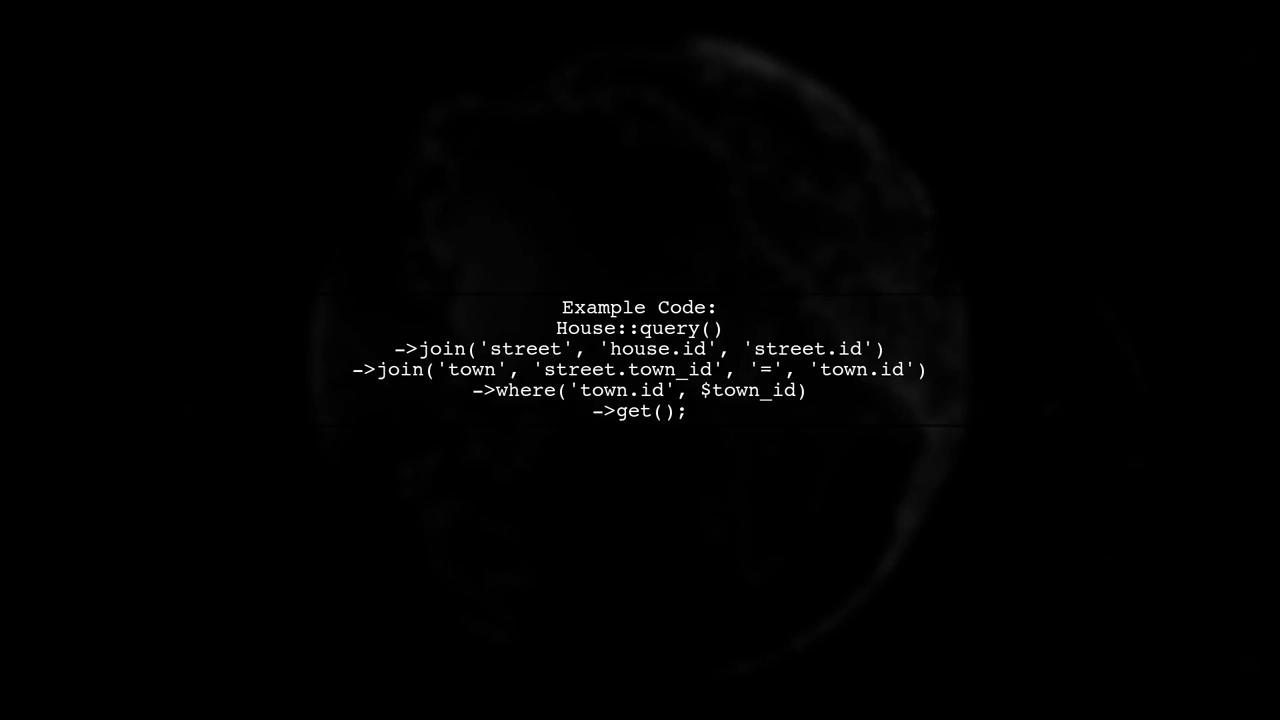 Example Code:
House::query()
->join('street', 'house.id', 'street.id')
->join('town', 'street.town_id', '=', 'town.id')
->where('town.id', $town_id)
->get();